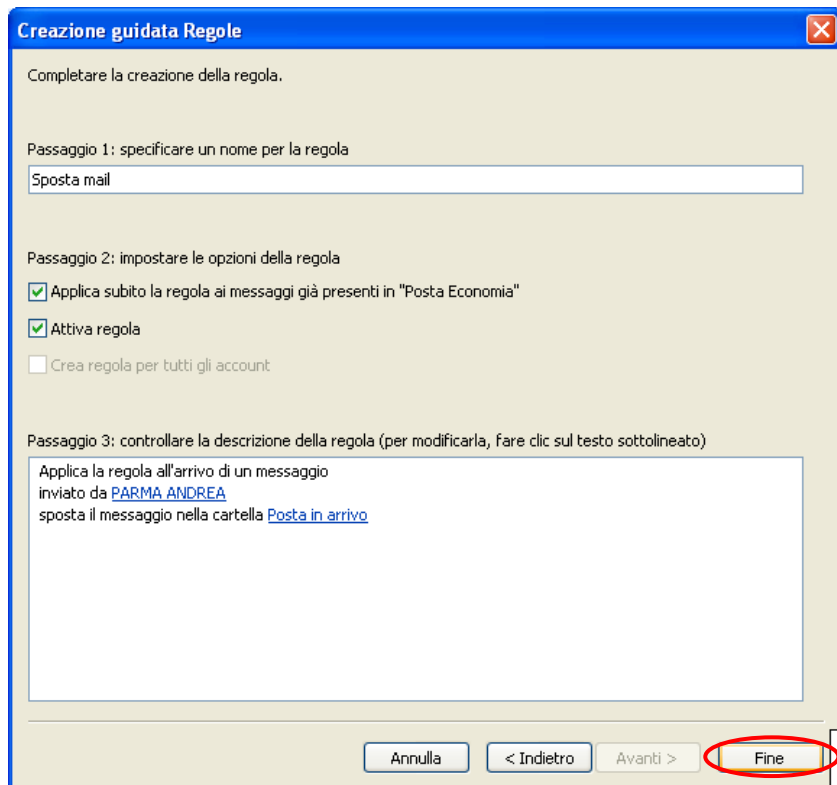 Creazione guidata Regole
Completare la creazione della regola.
Passaggio 1: specificare un nome per la regola
Sposta mail
Passaggio 2: impostare le opzioni della regola
Applica subito la regola ai messaggi già presenti in "Posta Economia"
Attiva regola
Crea regola per tutti gli account
Passaggio 3: controllare la descrizione della regola (per modificarla, fare clic sul testo sottolineato)
Applica la regola all'arrivo di un messaggio
inviato da PARMA ANDREA
sposta il messaggio nella cartella Posta in arrivo
Annulla < Indietro Avanti > Fine